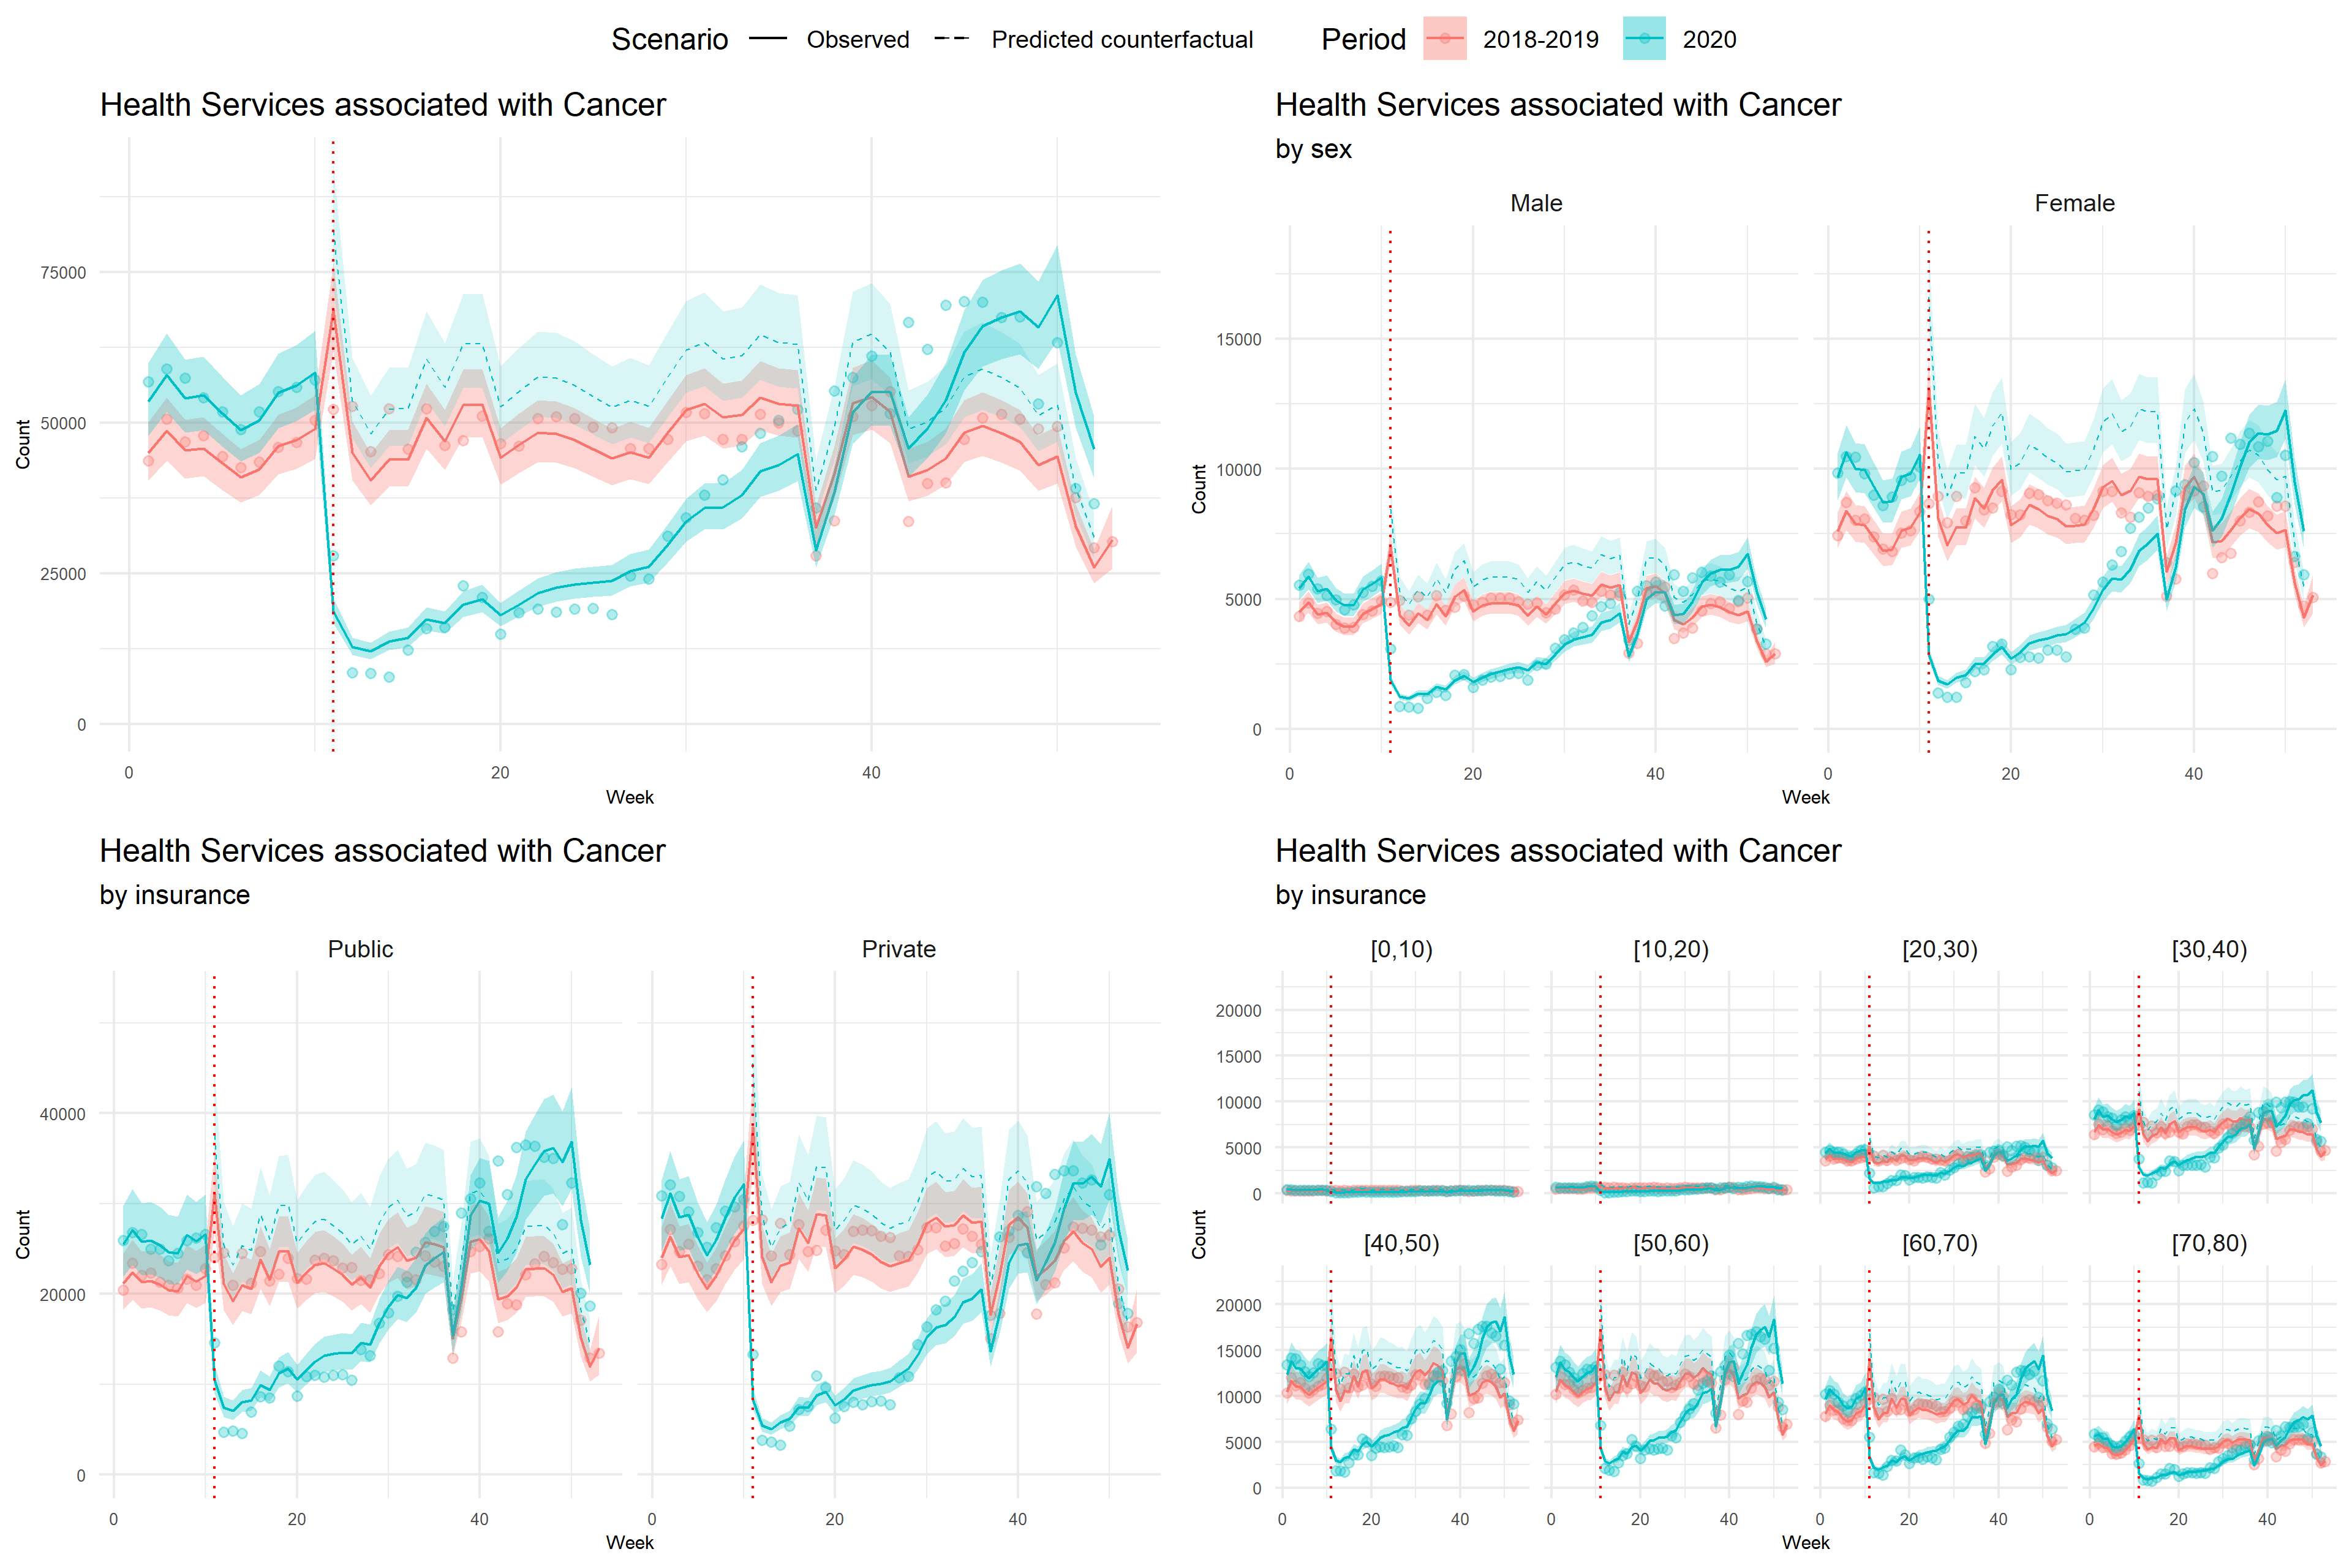 Scenario Observed Predicted counterfactual Period 2018-2019 2020
Health Services associated with Cancer
75000
50000
25000
0
Count
0 20 40
Week
Health Services associated with Cancer
by sex
Male Female
15000
10000
5000
0
Count
0 20 40 0 20 40
Week
Health Services associated with Cancer
by insurance
Public Private
40000
20000
0
Count
0 20 40 0 20 40
Week
Health Services associated with Cancer
by insurance
[0,10) [10,20) [20,30) [30,40)
20000
15000
10000
5000
0
Count
[40,50) [50,60) [60,70) [70,80)
20000
15000
10000
5000
0
0 20 40 0 20 40 0 20 40 0 20 40
Week